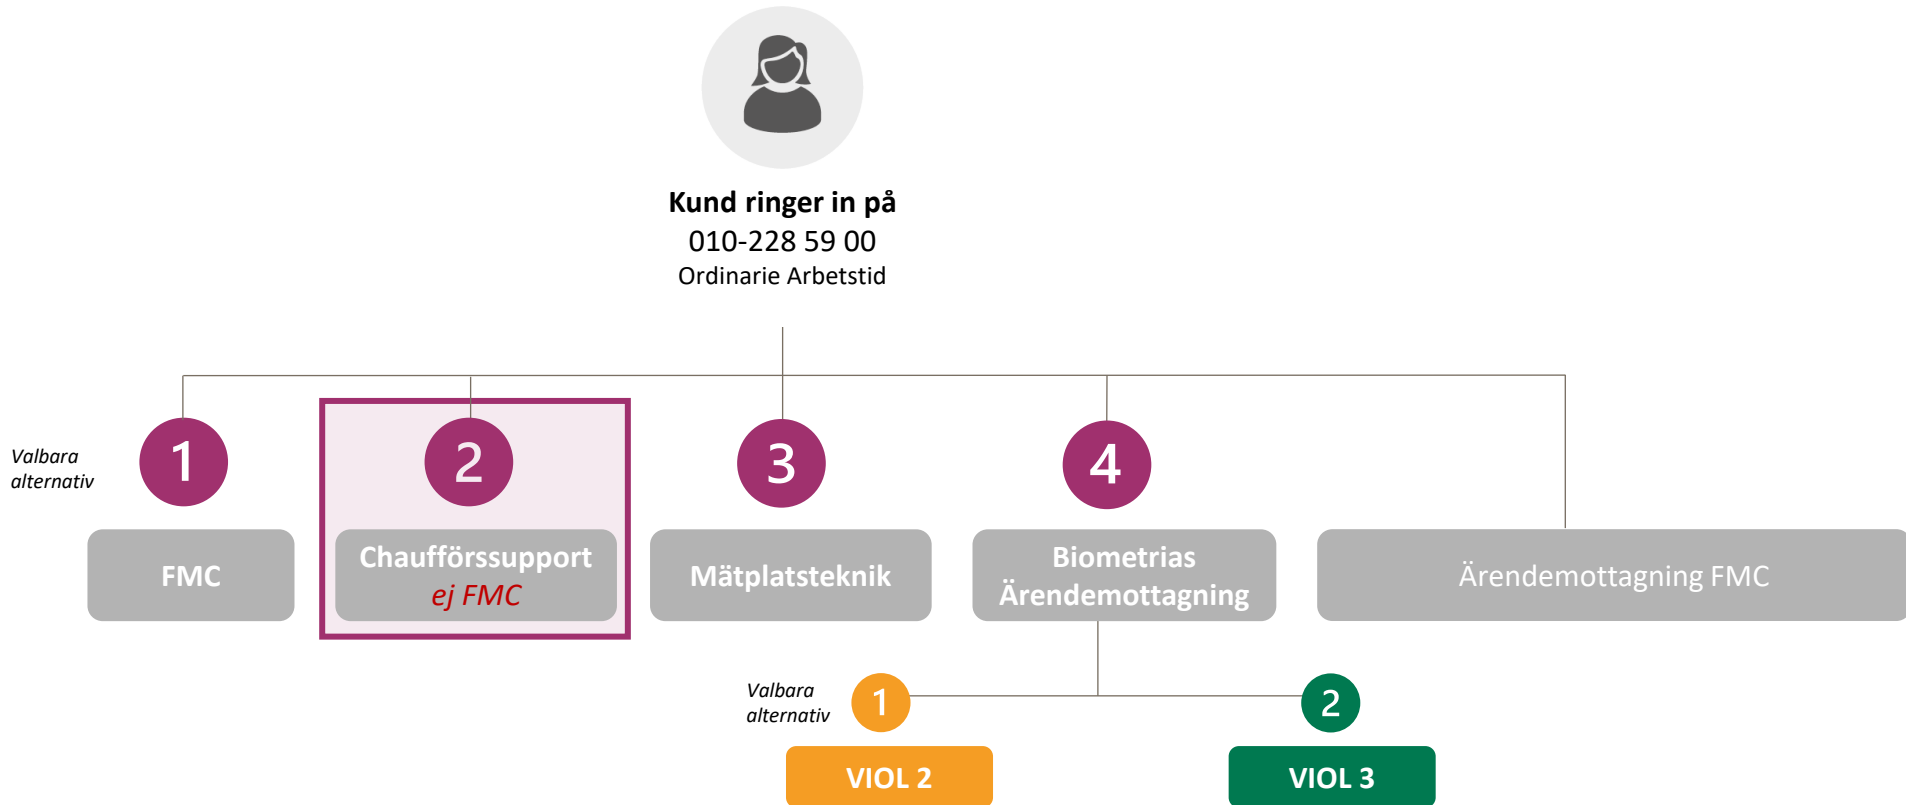 Kund ringer in på
010-228 59 00
Ordinarie Arbetstid
Valbara
alternativ
1
2
3
4
FMC
Chaufförssupport
ej FMC
Mätplatsteknik
Biometrias
Ärendemottagning
Ärendemottagning FMC
Valbara
alternativ
1
2
VIOL 2
VIOL 3